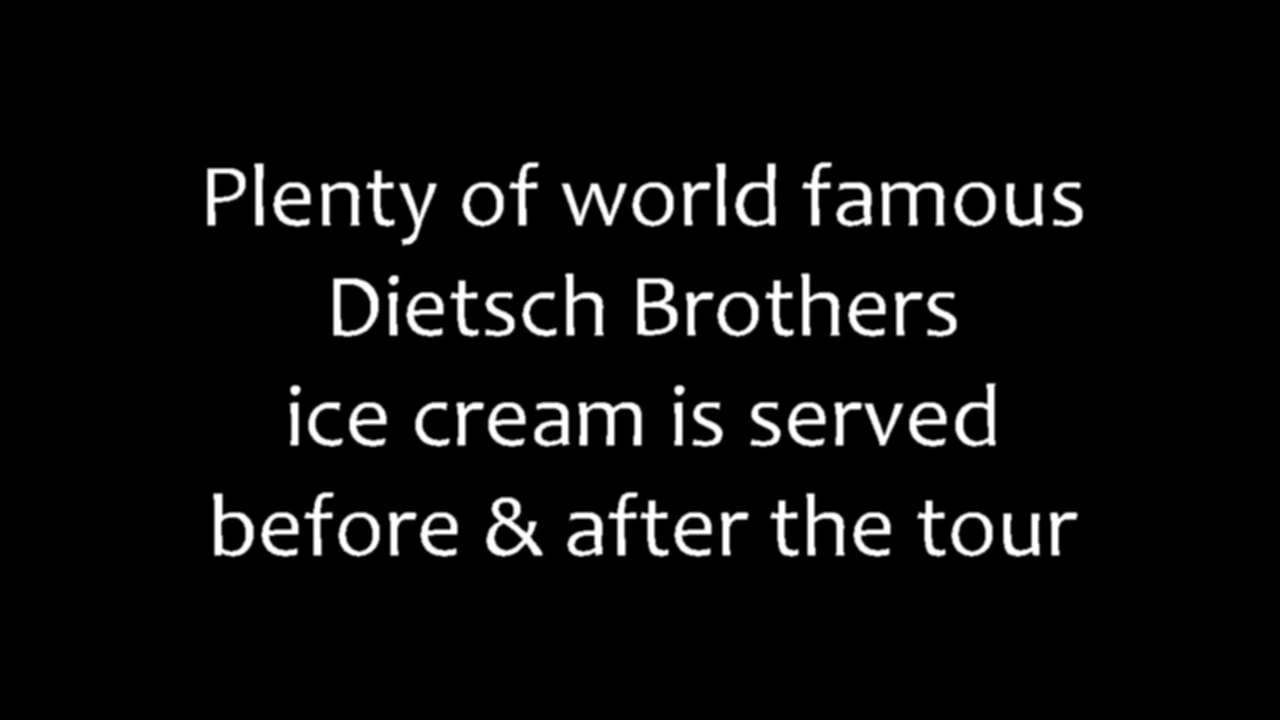 Plenty of world famous
Dietsch Brothers
ice cream is served
before & after the tour